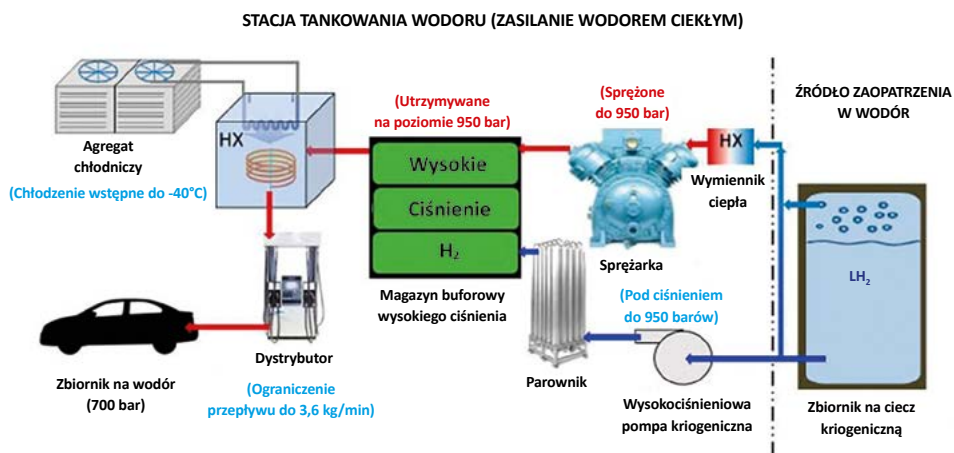 STACJA TANKOWANIA WODORU (ZASILANIE WODOREM CIEKŁYM)
Agregat
chłodniczy
(Chłodzenie wstępne do -40°C)
HX
(Utrzymywane
na poziomie 950 bar)
Wysokie
Ciśnienie
H₂
Magazyn buforowy
wysokiego ciśnienia
(Sprężone
do 950 bar)
Sprężarka
HX
Wymiennik
ciepła
ŹRÓDŁO ZAOPATRZENIA
W WODÓR
LH₂
Zbiornik na ciecz
kriogeniczną
(Pod ciśnieniem
do 950 barów)
Wysokociśnieniowa
pompa kriogeniczna
Parownik
Dystrybutor
(Ograniczenie
przepływu do 3,6 kg/min)
Zbiornik na wodór
(700 bar)